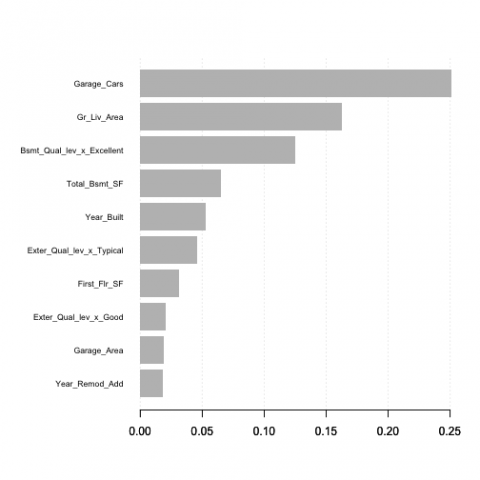 Garage_Cars
Gr_Liv_Area
Bsmt_Qual_lev_x_Excellent
Total_Bsmt_SF
Year_Built
Exter_Qual_lev_x_Typical
First_Flr_SF
Exter_Qual_lev_x_Good
Garage_Area
Year_Remod_Add
0.00 0.05 0.10 0.15 0.20 0.25